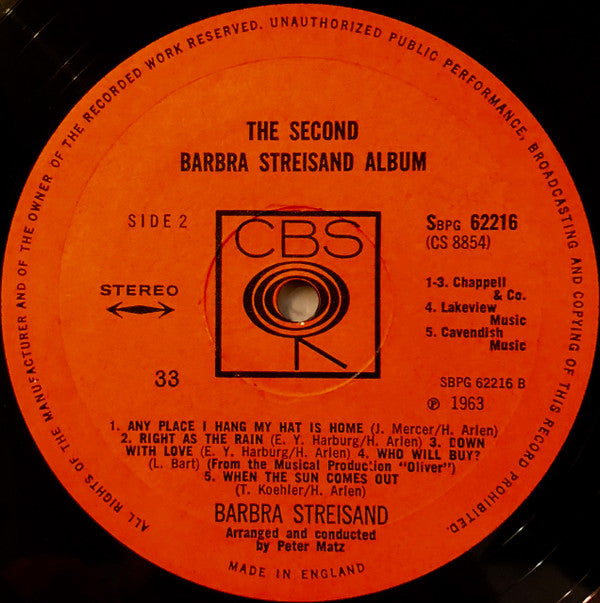 ALL RIGHTS OF THE MANUFACTURER AND OF THE OWNER OF THE RECORDED WORK RESERVED. UNAUTHORIZED PUBLIC PERFORMANCE, BROADCASTING AND COPYING OF THIS RECORD PROHIBITED.
THE SECOND
BARBRA STREISAND ALBUM
SIDE 2
CBS
SBPG 62216
(CS 8854)
STEREO
1-3. Chappell
& Co.
4. Lakeview
Music
5. Cavendish
Music
33
SBPG 62216 B
℗ 1963
1. ANY PLACE I HANG MY HAT IS HOME (J. Mercer/H. Arlen)
2. RIGHT AS THE RAIN (E. Y. Harburg/H. Arlen) 3. DOWN
WITH LOVE (E. Y. Harburg/H. Arlen) 4. WHO WILL BUY?
(L. Bart) (From the Musical Production "Oliver")
5. WHEN THE SUN COMES OUT
(T. Koehler/H. Arlen)
BARBRA STREISAND
Arranged and conducted
by Peter Matz
MADE IN ENGLAND